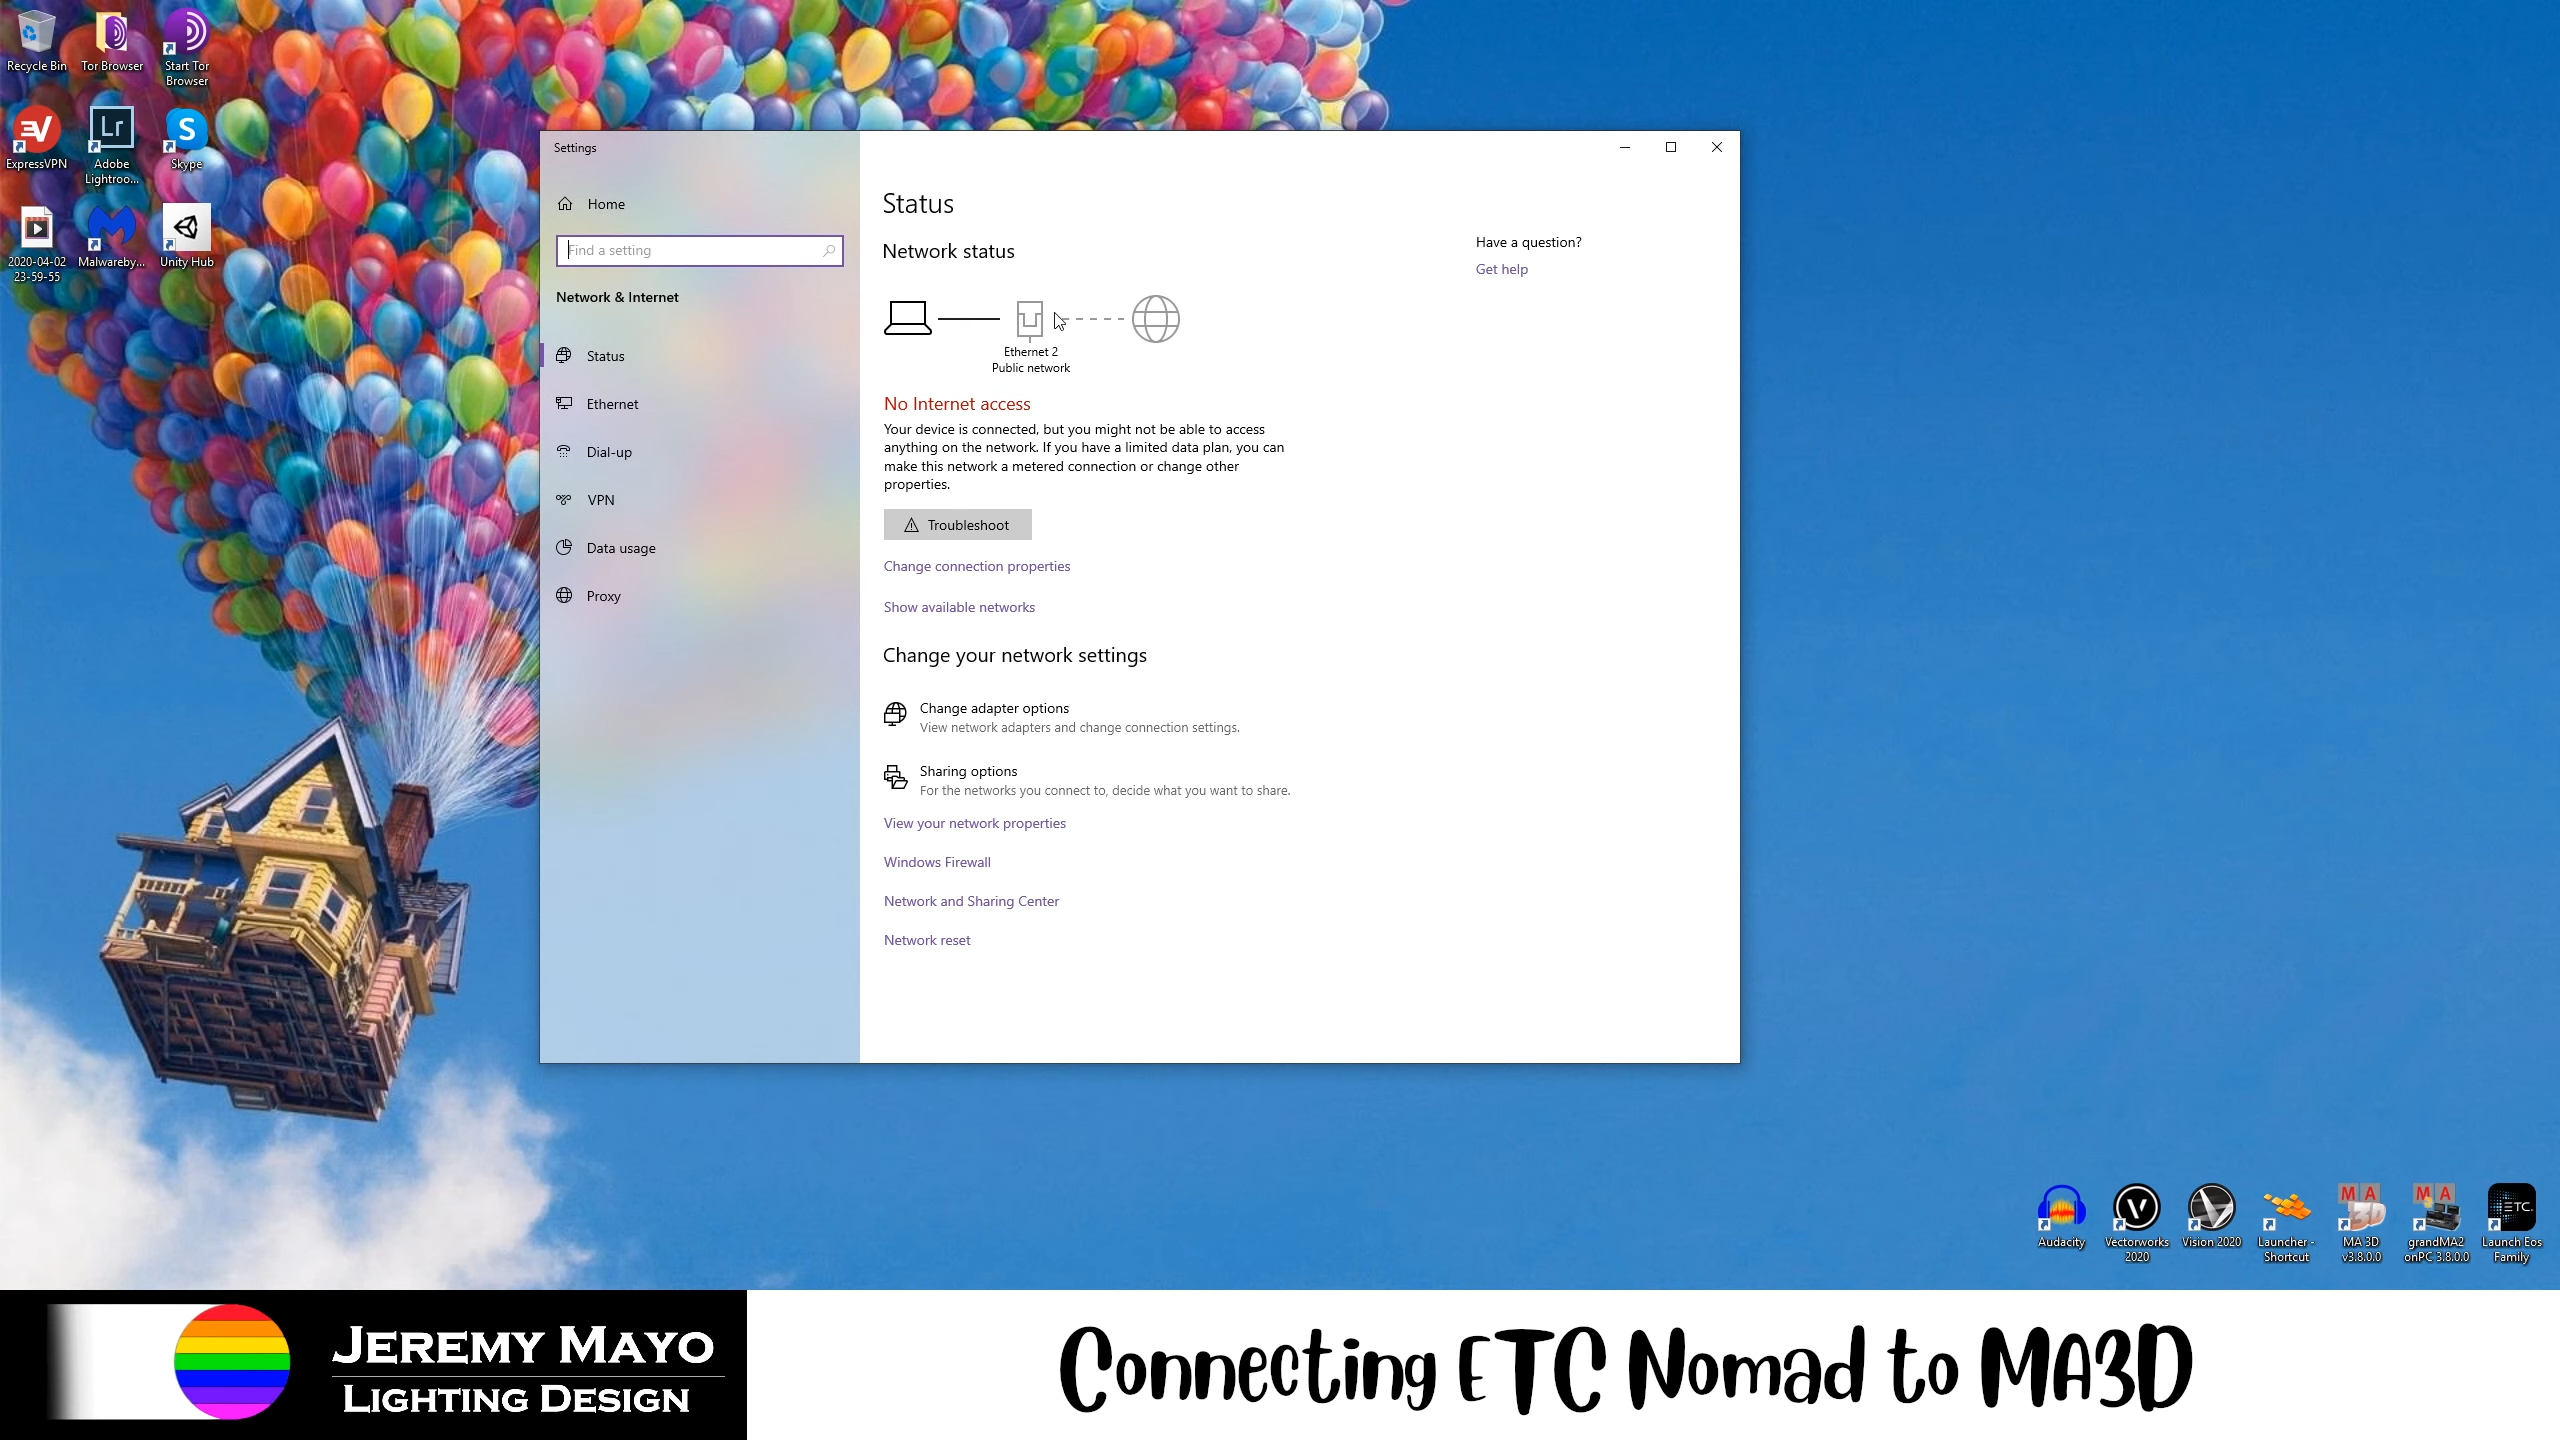 Recycle Bin
Tor Browser
Start Tor
Browser
ExpressVPN
Adobe
Lightroo...
Skype
2020-04-02
23-59-55
Malwareby...
Unity Hub
Settings
Home
Find a setting
Network & Internet
Status
Ethernet
Dial-up
VPN
Data usage
Proxy
Status
Network status
Ethernet 2
Public network
No Internet access
Your device is connected, but you might not be able to access
anything on the network. If you have a limited data plan, you can
make this network a metered connection or change other
properties.
Troubleshoot
Change connection properties
Show available networks
Change your network settings
Change adapter options
View network adapters and change connection settings.
Sharing options
For the networks you connect to, decide what you want to share.
View your network properties
Windows Firewall
Network and Sharing Center
Network reset
Have a question?
Get help
Lr
S
MA
3D
MA
ETC
Audacity
Vectorworks
2020
Vision 2020
Launcher -
Shortcut
MA 3D
v3.8.0.0
grandMA2
onPC 3.8.0.0
Launch Eos
Family
JEREMY MAYO
LIGHTING DESIGN
Connecting ETC Nomad to MA3D